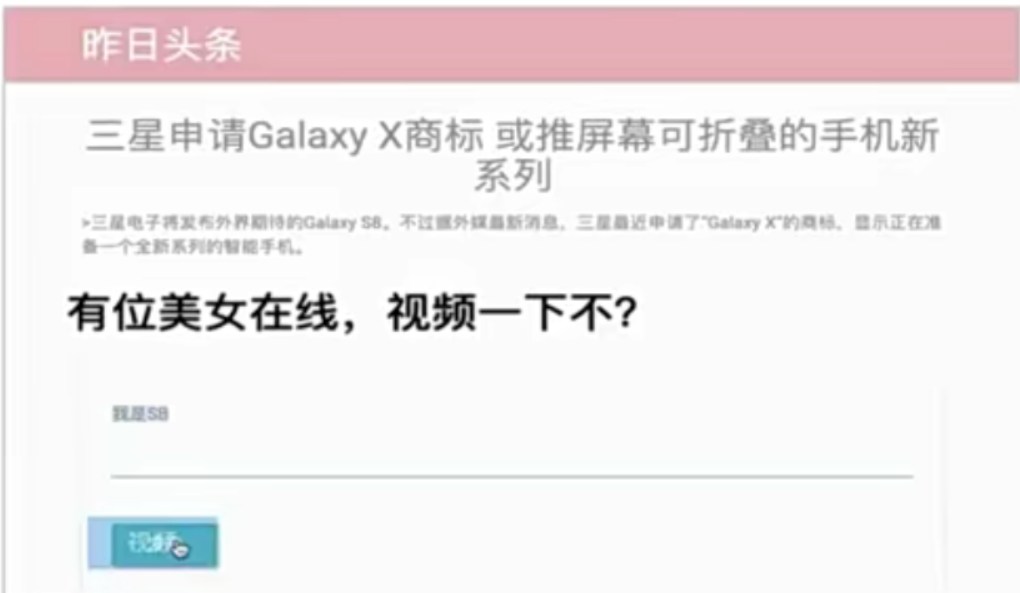 昨日头条
三星申请Galaxy X商标 或推屏幕可折叠的手机新
系列
>三星电子将发布外界期待的Galaxy S8。不过据外媒最新消息，三星最近申请了"Galaxy X"的商标，显示正在准
备一个全新系列的智能手机。
有位美女在线，视频一下不？
我是SB
视频